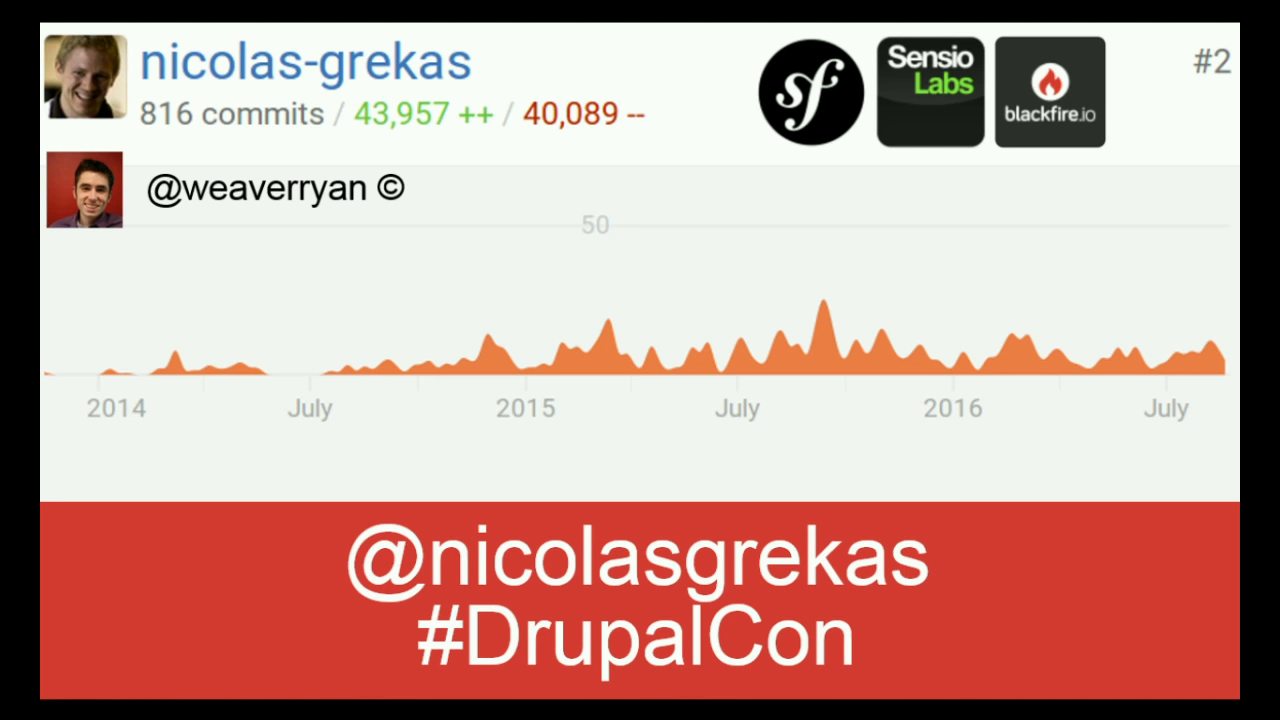 nicolas-grekas
816 commits / 43,957 ++ / 40,089 --
sf
Sensio
Labs
blackfire.io
#2
@weaverryan ©
50
2014 July 2015 July 2016 July
@nicolasgrekas
#DrupalCon